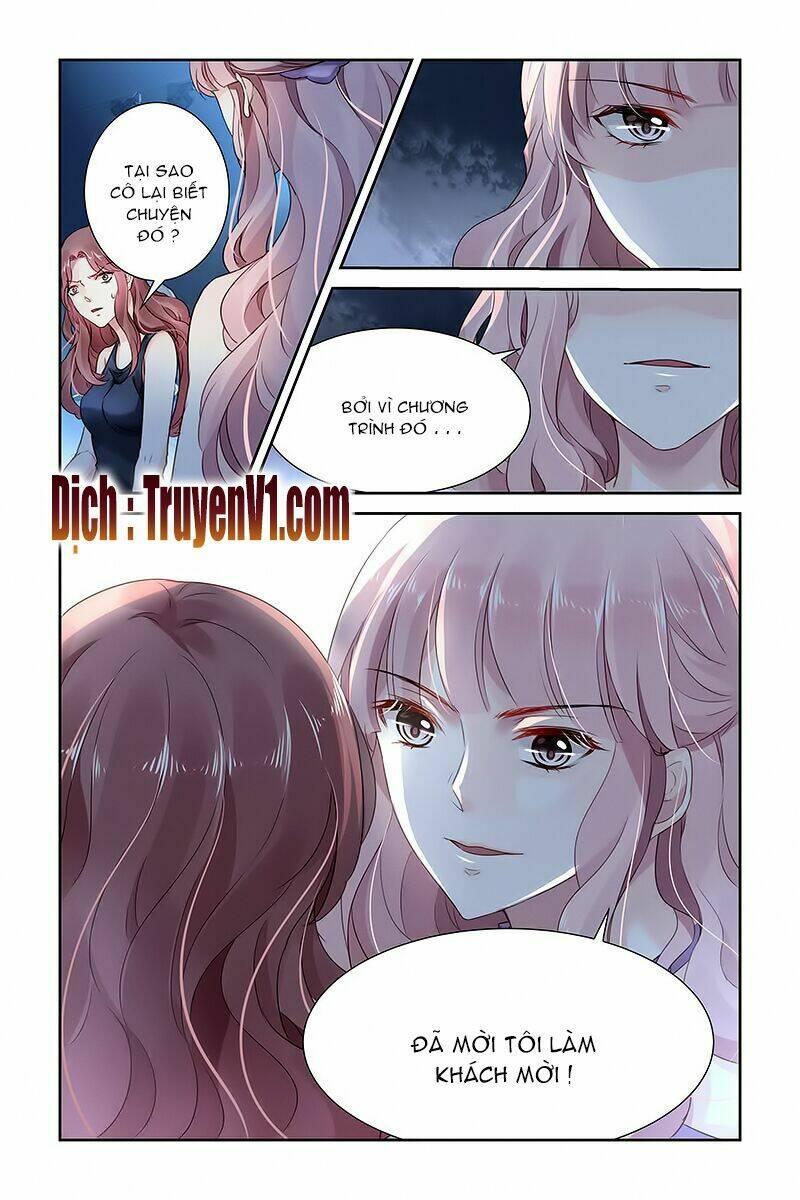 TẠI SAO
CÔ LẠI BIẾT
CHUYỆN
ĐÓ ?
BỞI VÌ CHƯƠNG
TRÌNH ĐÓ . . .
Dịch : TruyenV1.com
ĐÃ MỜI TÔI LÀM
KHÁCH MỜI !